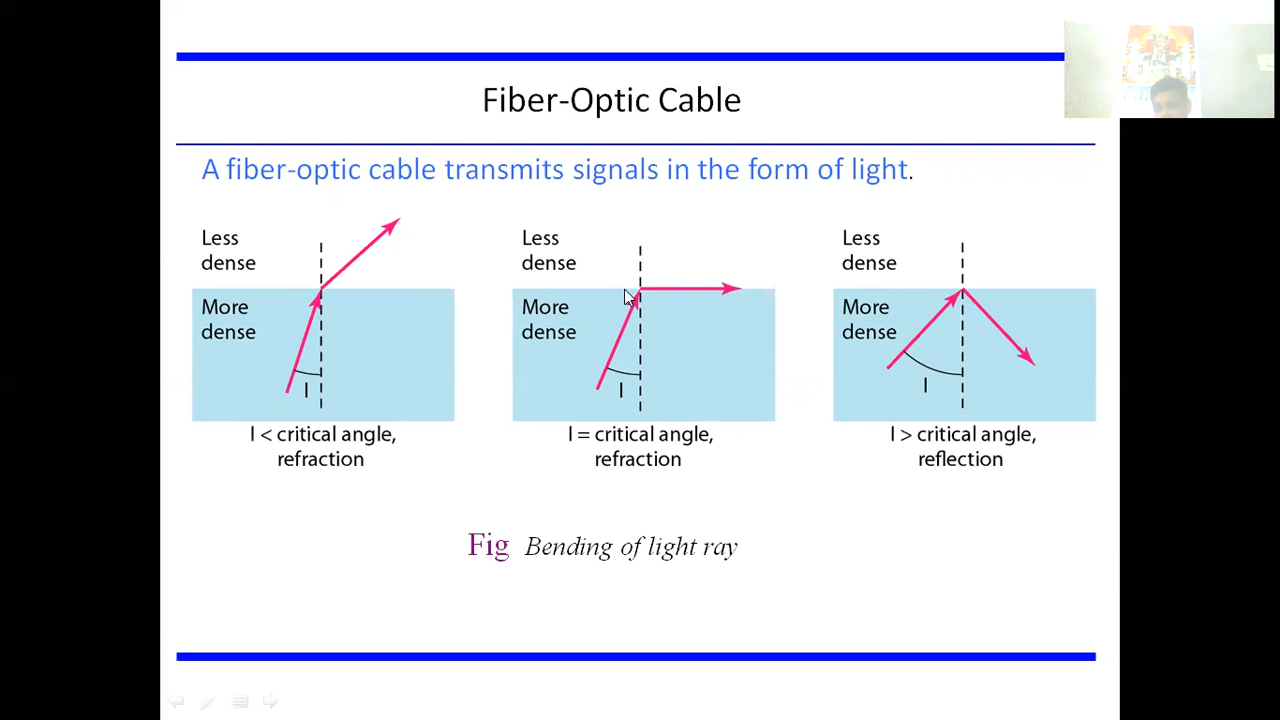 Fiber-Optic Cable
A fiber-optic cable transmits signals in the form of light.
Less
dense
More
dense
I
I < critical angle,
refraction
Less
dense
More
dense
I
I = critical angle,
refraction
Less
dense
More
dense
I
I > critical angle,
reflection
Fig Bending of light ray